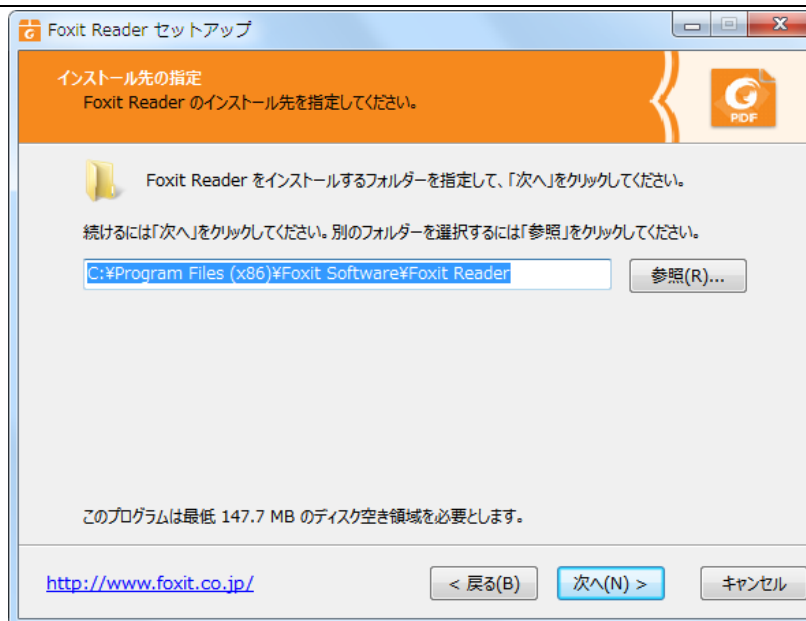 Foxit Reader セットアップ
インストール先の指定
Foxit Reader のインストール先を指定してください。
PDF
Foxit Reader をインストールするフォルダーを指定して、「次へ」をクリックしてください。
続けるには「次へ」をクリックしてください。別のフォルダーを選択するには「参照」をクリックしてください。
C:¥Program Files (x86)¥Foxit Software¥Foxit Reader
参照(R)...
このプログラムは最低 147.7 MB のディスク空き領域を必要とします。
http://www.foxit.co.jp/
< 戻る(B)
次へ(N) >
キャンセル